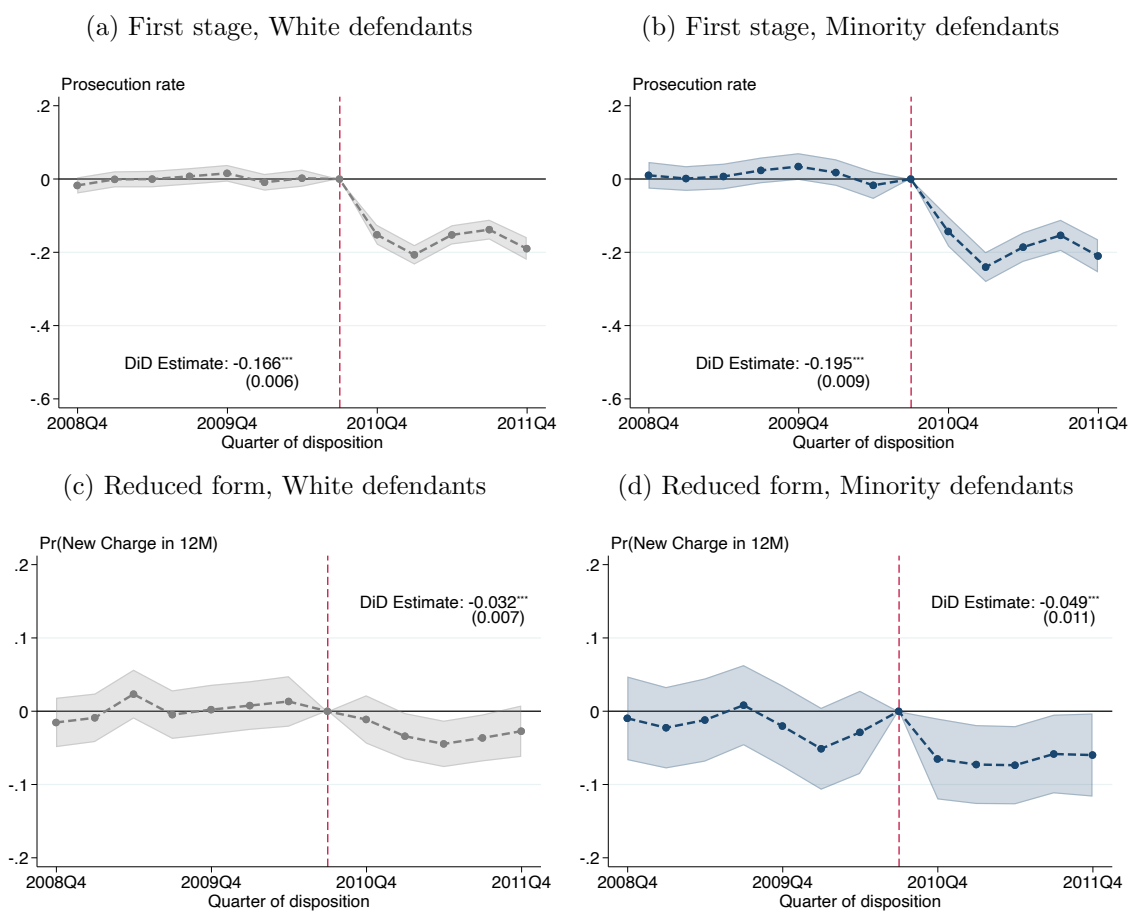 (a) First stage, White defendants
Prosecution rate
.2
0
-.2
-.4
-.6
DiD Estimate: -0.166***
(0.006)
2008Q4 2009Q4 2010Q4 2011Q4
Quarter of disposition
(b) First stage, Minority defendants
Prosecution rate
.2
0
-.2
-.4
-.6
DiD Estimate: -0.195***
(0.009)
2008Q4 2009Q4 2010Q4 2011Q4
Quarter of disposition
(c) Reduced form, White defendants
Pr(New Charge in 12M)
.2
DiD Estimate: -0.032***
(0.007)
.1
0
-.1
-.2
2008Q4 2009Q4 2010Q4 2011Q4
Quarter of disposition
(d) Reduced form, Minority defendants
Pr(New Charge in 12M)
.2
DiD Estimate: -0.049***
(0.011)
.1
0
-.1
-.2
2008Q4 2009Q4 2010Q4 2011Q4
Quarter of disposition